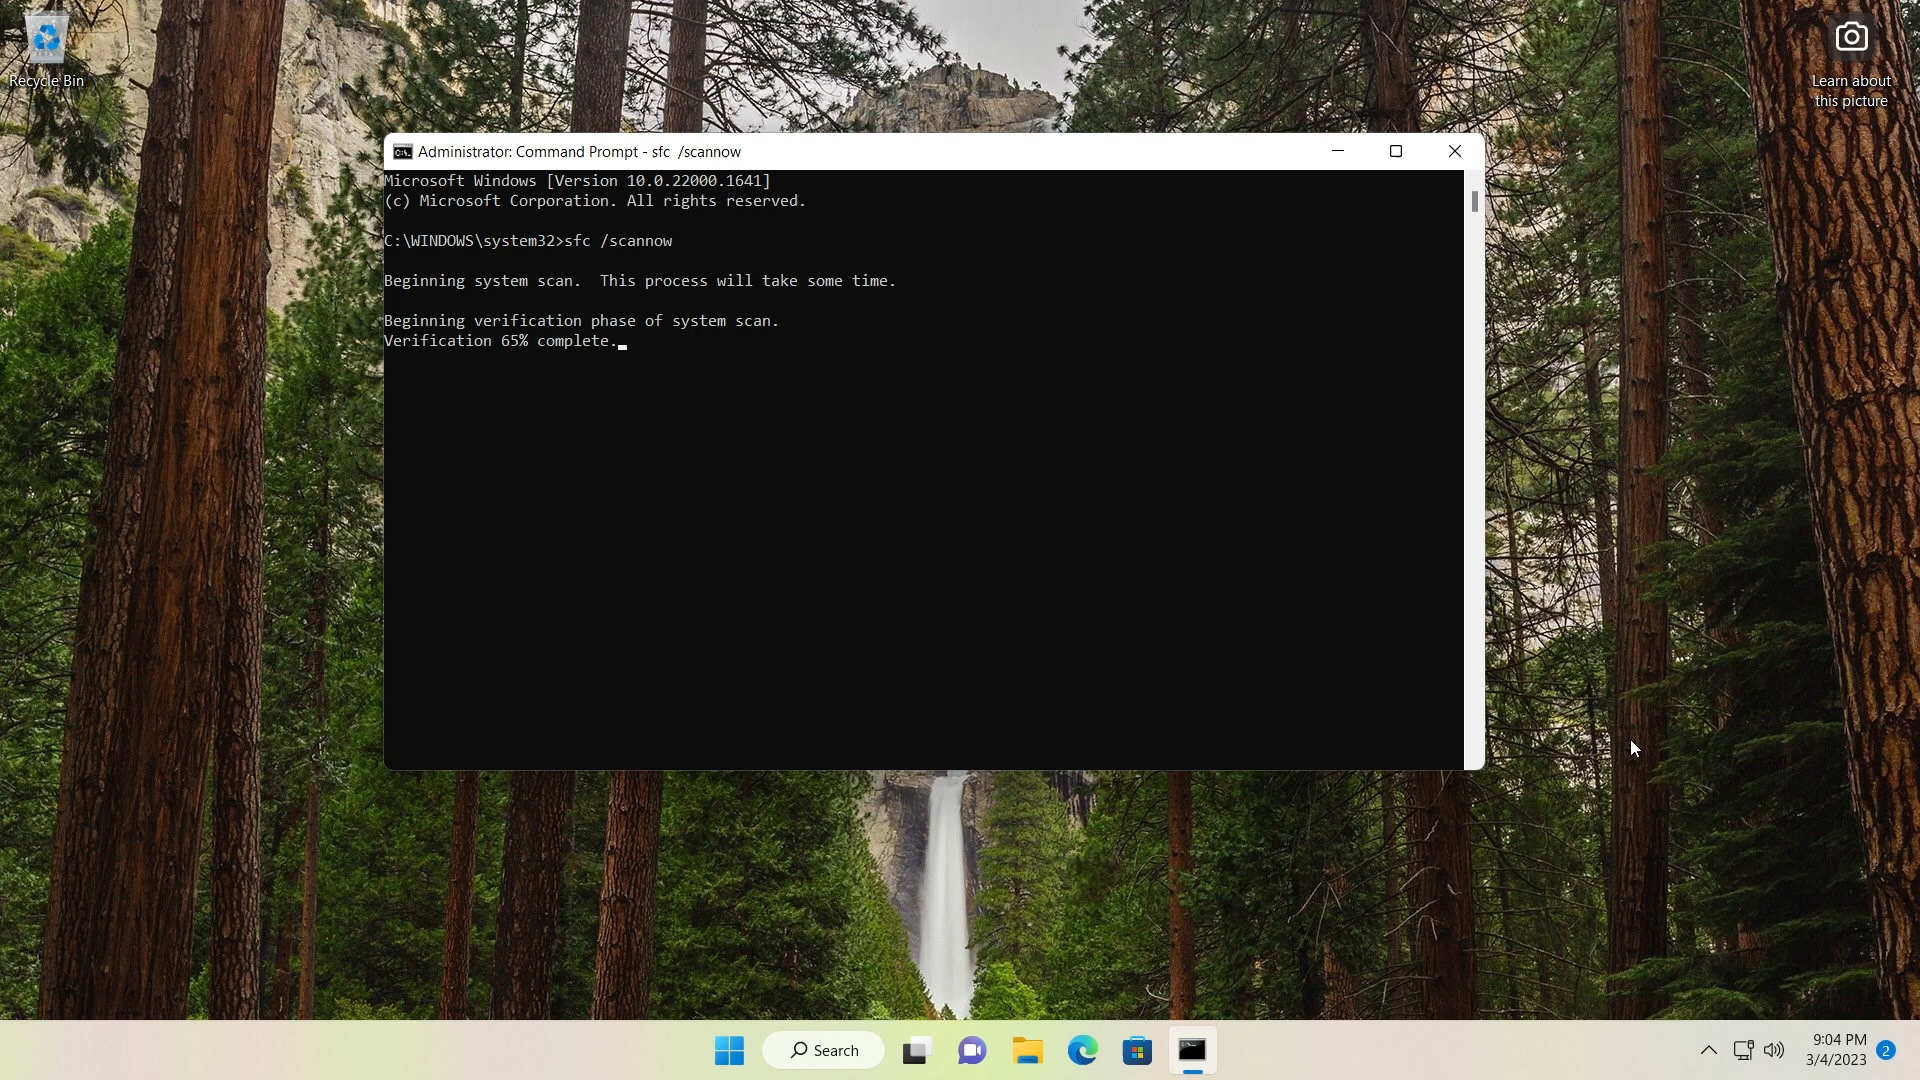 Recycle Bin
Learn about
this picture
Administrator: Command Prompt - sfc  /scannow
Microsoft Windows [Version 10.0.22000.1641]
(c) Microsoft Corporation. All rights reserved.
C:\WINDOWS\system32>sfc /scannow
Beginning system scan.  This process will take some time.
Beginning verification phase of system scan.
Verification 65% complete.
Search
9:04 PM
3/4/2023
2